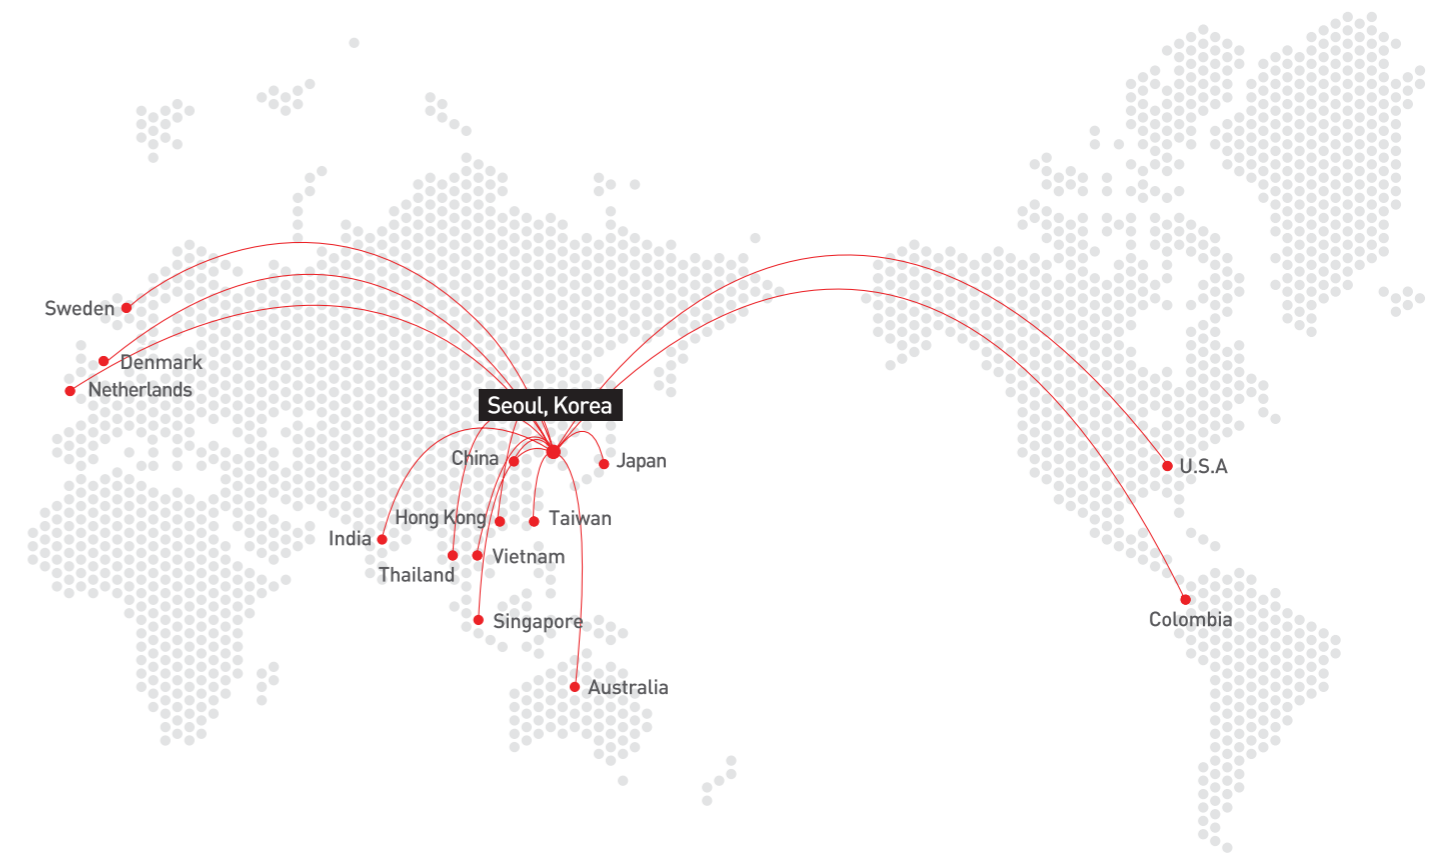 Sweden
Denmark
Netherlands
Seoul, Korea
China
Japan
U.S.A
Hong Kong
Taiwan
India
Vietnam
Thailand
Singapore
Colombia
Australia